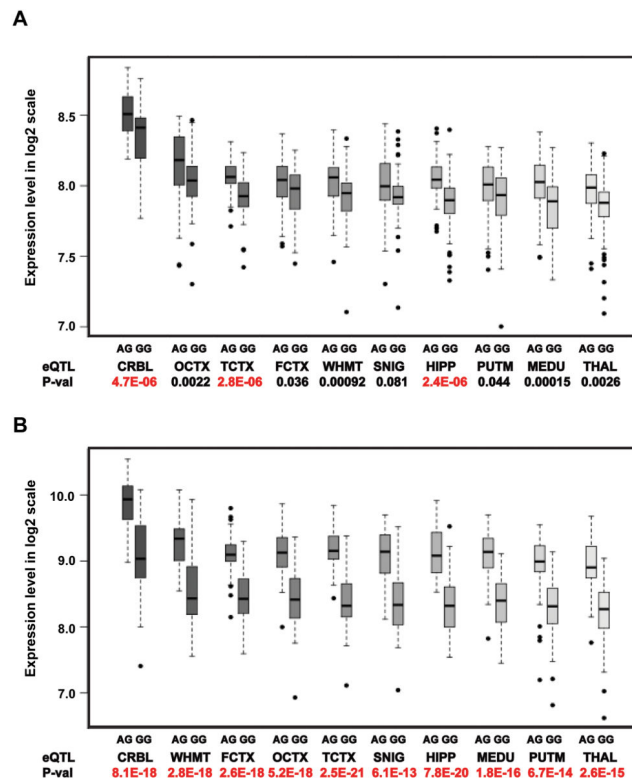 A
Expression level in log2 scale
8.5
8.0
7.5
7.0
AG GG AG GG AG GG AG GG AG GG AG GG AG GG AG GG AG GG AG GG
eQTL CRBL OCTX TCTX FCTX WHMT SNIG HIPP PUTM MEDU THAL
P-val 4.7E-06 0.0022 2.8E-06 0.036 0.00092 0.081 2.4E-06 0.044 0.00015 0.0026
B
Expression level in log2 scale
10.0
9.0
8.0
7.0
AG GG AG GG AG GG AG GG AG GG AG GG AG GG AG GG AG GG AG GG
eQTL CRBL WHMT FCTX OCTX TCTX SNIG HIPP MEDU PUTM THAL
P-val 8.1E-18 2.8E-18 2.6E-18 5.2E-18 2.5E-21 6.1E-13 7.8E-20 1.8E-16 6.7E-14 2.6E-15